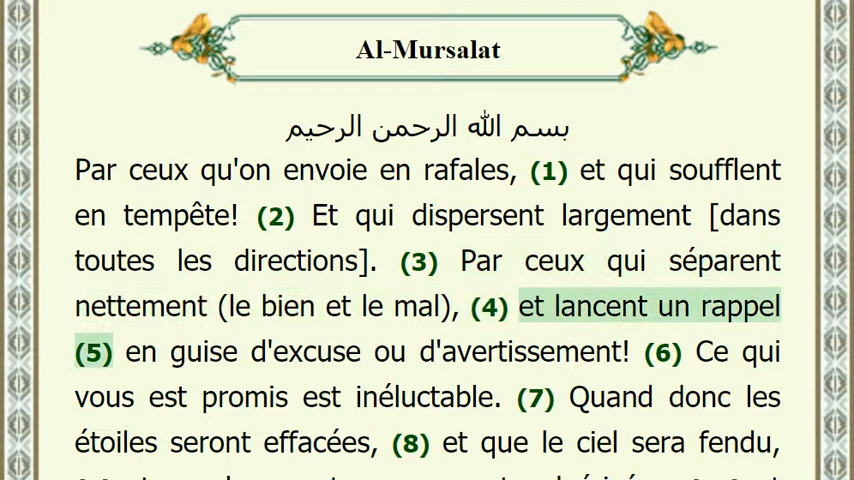 Al-Mursalat
بسم الله الرحمن الرحيم
Par ceux qu'on envoie en rafales, (1) et qui soufflent
en tempête! (2) Et qui dispersent largement [dans
toutes les directions]. (3) Par ceux qui séparent
nettement (le bien et le mal), (4) et lancent un rappel
(5) en guise d'excuse ou d'avertissement! (6) Ce qui
vous est promis est inéluctable. (7) Quand donc les
étoiles seront effacées, (8) et que le ciel sera fendu,